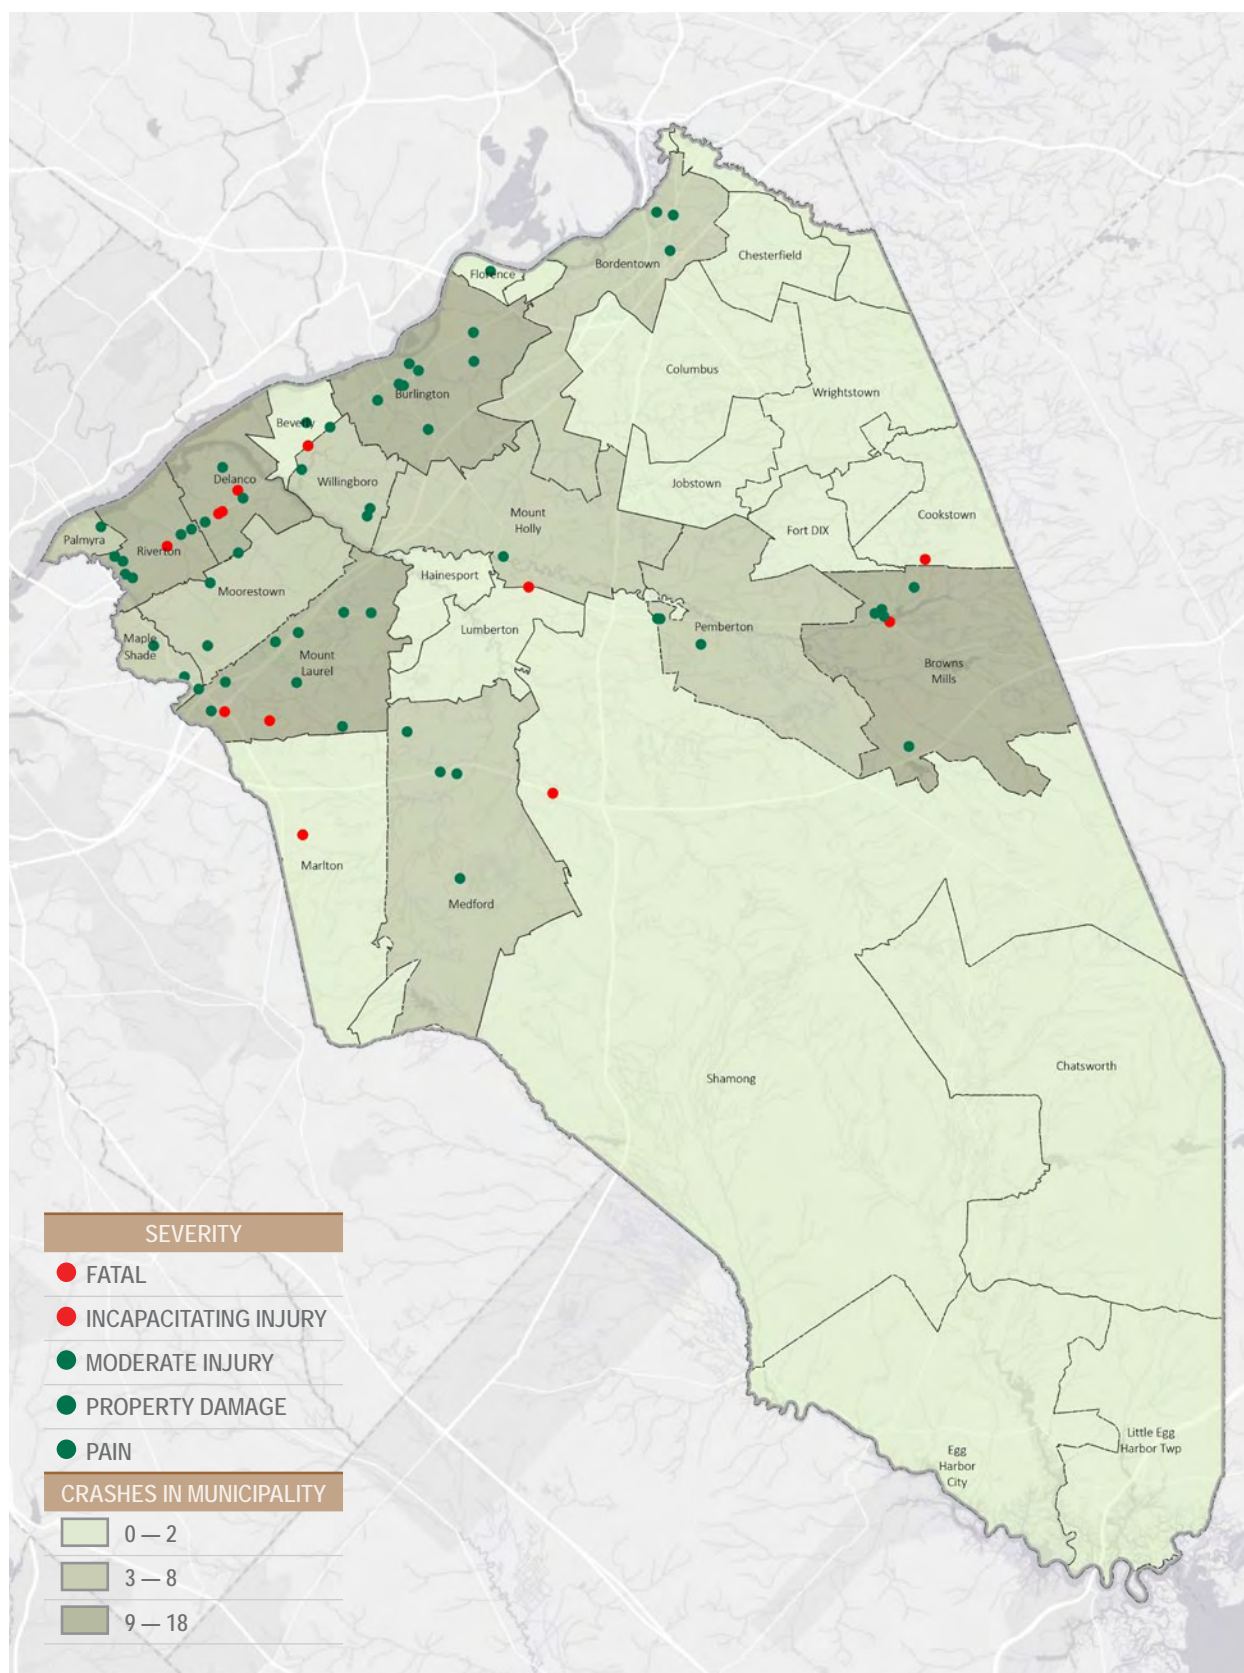 Chesterfield
Bordentown
Florence
Columbus
Wrightstown
Burlington
Beverly
Delanco
Willingboro
Jobstown
Mount
Holly
Cookstown
Fort DIX
Palmyra
Riverton
Hainesport
Moorestown
Lumberton
Pemberton
Maple
Shade
Mount
Laurel
Browns
Mills
Marlton
Medford
Shamong
Chatsworth
Egg
Harbor
City
Little Egg
Harbor Twp
SEVERITY
FATAL
INCAPACITATING INJURY
MODERATE INJURY
PROPERTY DAMAGE
PAIN
CRASHES IN MUNICIPALITY
0 — 2
3 — 8
9 — 18